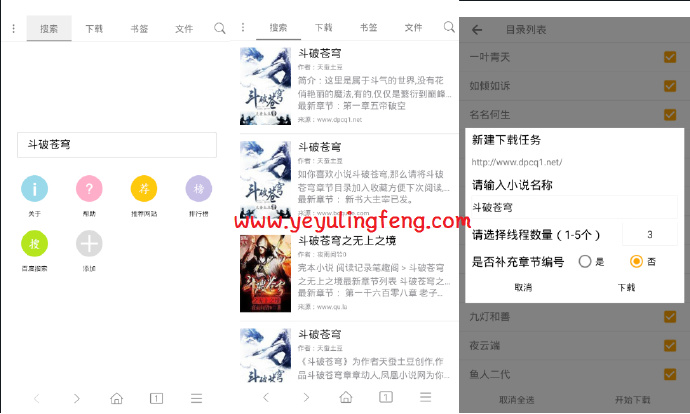 搜索 下载 书签 文件
斗破苍穹
关于 帮助 推荐网站 排行榜
百度搜索 添加
1
搜索 下载 书签 文件
斗破苍穹
作者：天蚕土豆
简介：这里是属于斗气的世界,没有花
俏艳丽的魔法,有的,仅仅是繁衍到巅峰...
最新章节：第一章五帝破空
来源：www.dpcq1.net
斗破苍穹
作者：天蚕土豆
如你喜欢小说斗破苍穹,那么请将斗破
苍穹章节目录加入收藏方便下次阅读,...
最新章节： 新书大主宰已发。
www.yeyulingfeng.com
斗破苍穹之无上之境
完本小说 阅读记录笔趣阁 > 斗破苍穹
之无上之境最新章节列表 斗破苍穹之...
最新章节： 第一千六百零八章 老子...
来源：www.qu.la
斗破苍穹
作者：天蚕土豆
《斗破苍穹》为作者天蚕土豆创作,作
品斗破苍穹章章动人,凤凰小说网为你...
1
目录列表
一叶青天
如倾如诉
名名何生
新建下载任务
http://www.dpcq1.net/
请输入小说名称
斗破苍穹
请选择线程数量（1-5个） 3
是否补充章节编号 是 否
取消 下载
九灯和善
夜云端
鱼人二代
取消全选 开始下载